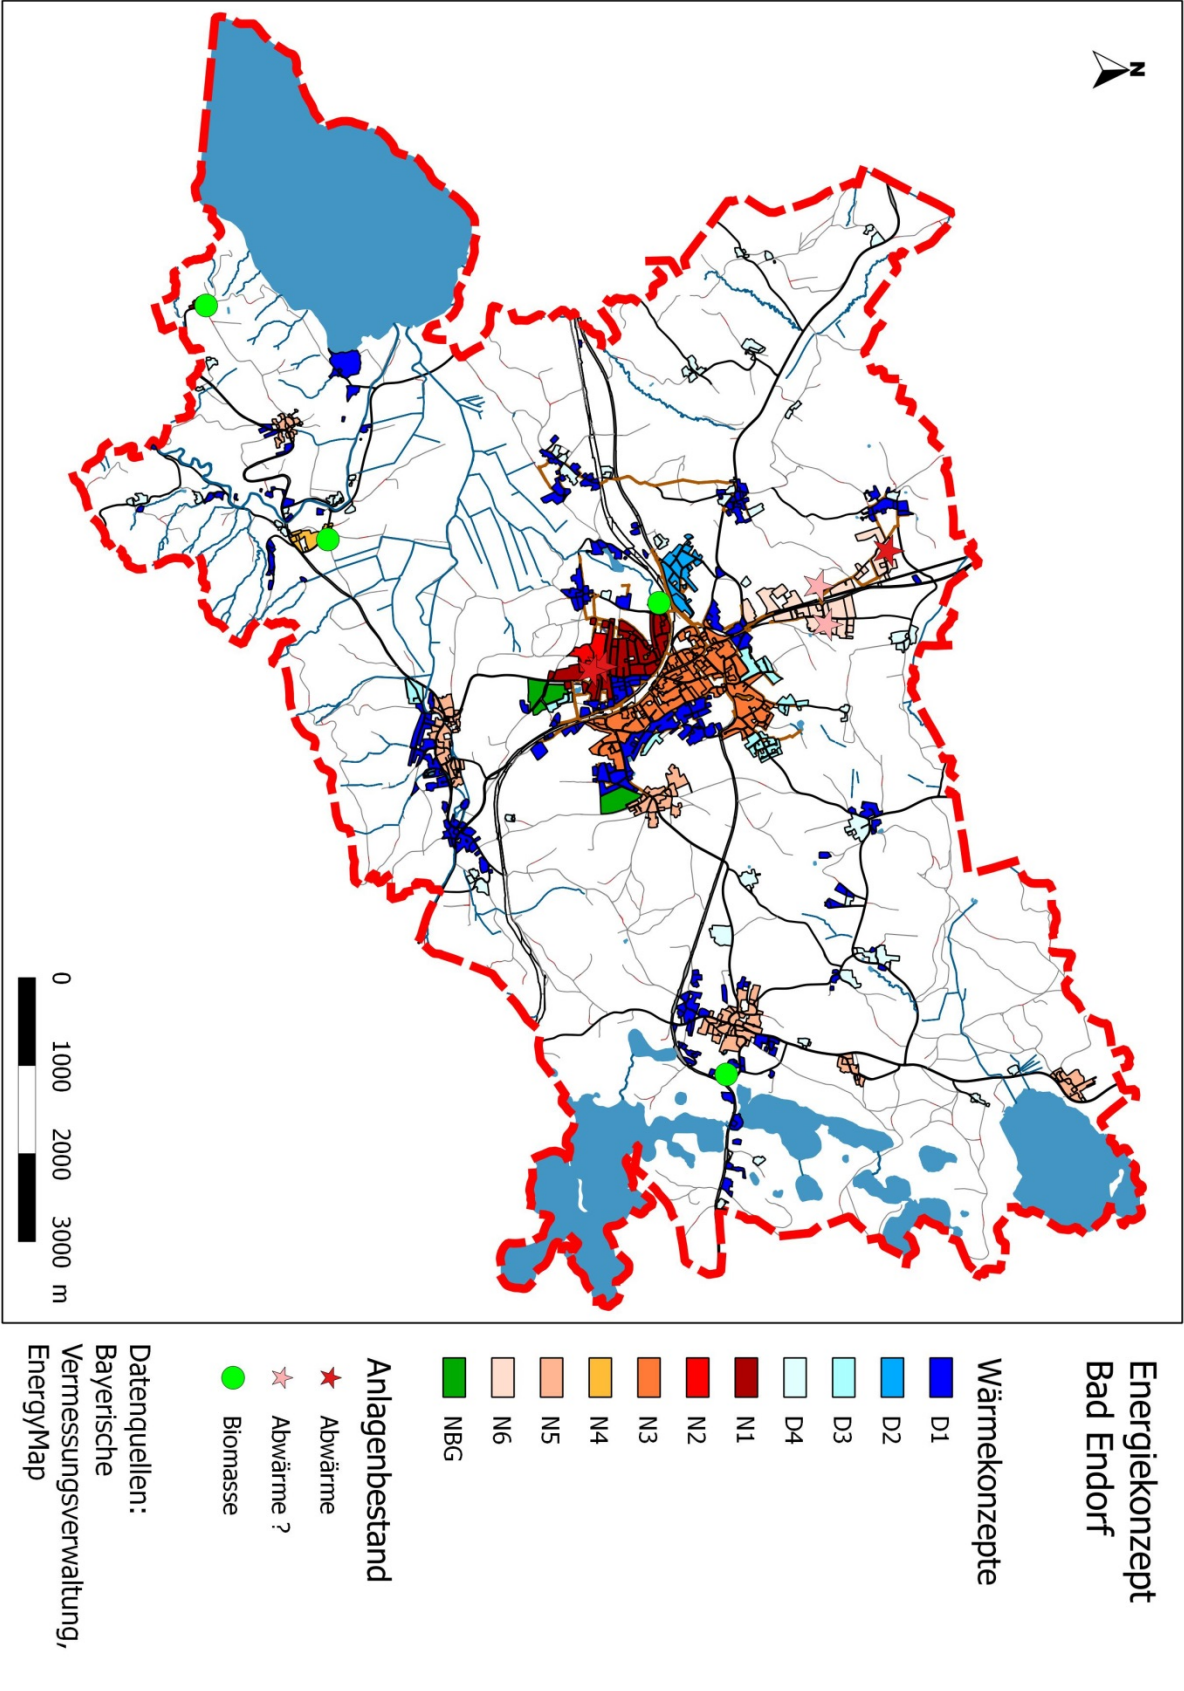 N
0 1000 2000 3000 m
Energiekonzept
Bad Endorf
Wärmekonzepte
D1
D2
D3
D4
N1
N2
N3
N4
N5
N6
NBG
Anlagenbestand
Abwärme
Abwärme ?
Biomasse
Datenquellen:
Bayerische
Vermessungsverwaltung,
EnergyMap